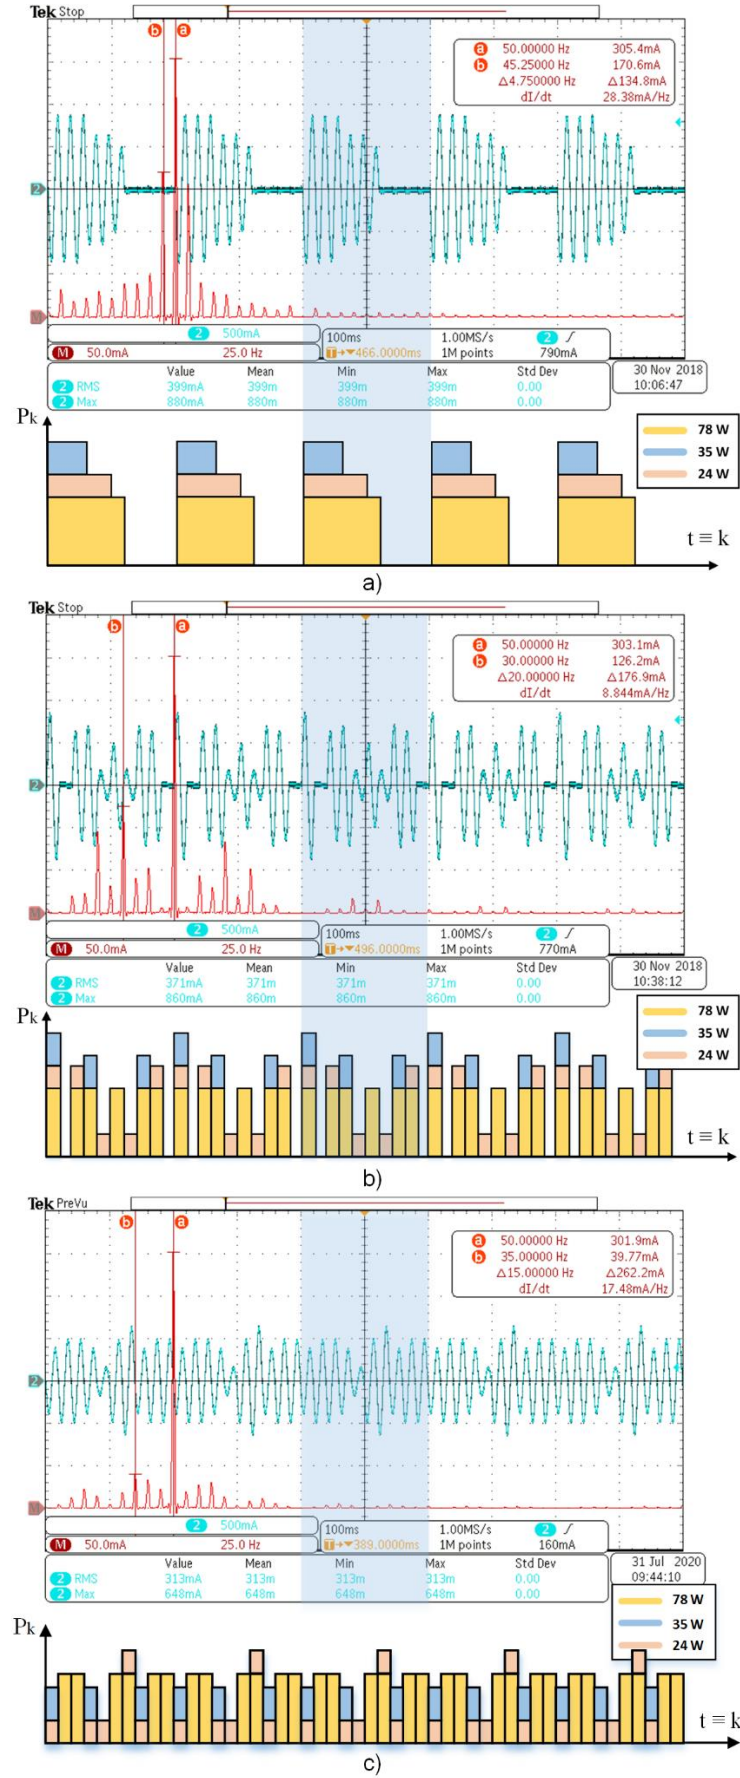 Tek Stop
b a
a 50.00000 Hz 305.4mA
b 45.25000 Hz 170.6mA
Δ4.750000 Hz Δ134.8mA
dI/dt 28.38mA/Hz
2
M
2 500mA
M 50.0mA 25.0 Hz
100ms 1.00MS/s 2 ∫
T→▼466.0000ms 1M points 790mA
Value Mean Min Max Std Dev
2 RMS 399mA 399m 399m 399m 0.00
2 Max 880mA 880m 880m 880m 0.00
30 Nov 2018
10:06:47
Pk
78 W
35 W
24 W
t ≡ k
a)
Tek Stop
b a
a 50.00000 Hz 303.1mA
b 30.00000 Hz 126.2mA
Δ20.00000 Hz Δ176.9mA
dI/dt 8.844mA/Hz
2
M
2 500mA
M 50.0mA 25.0 Hz
100ms 1.00MS/s 2 ∫
T→▼496.0000ms 1M points 770mA
Value Mean Min Max Std Dev
2 RMS 371mA 371m 371m 371m 0.00
2 Max 860mA 860m 860m 860m 0.00
30 Nov 2018
10:38:12
Pk
78 W
35 W
24 W
t ≡ k
b)
Tek PreVu
b a
a 50.00000 Hz 301.9mA
b 35.00000 Hz 39.77mA
Δ15.00000 Hz Δ262.2mA
dI/dt 17.48mA/Hz
2
M
2 500mA
M 50.0mA 25.0 Hz
100ms 1.00MS/s 2 ∫
T→▼389.0000ms 1M points 160mA
Value Mean Min Max Std Dev
2 RMS 313mA 313m 313m 313m 0.00
2 Max 648mA 648m 648m 648m 0.00
31 Jul 2020
09:44:10
Pk
78 W
35 W
24 W
t ≡ k
c)